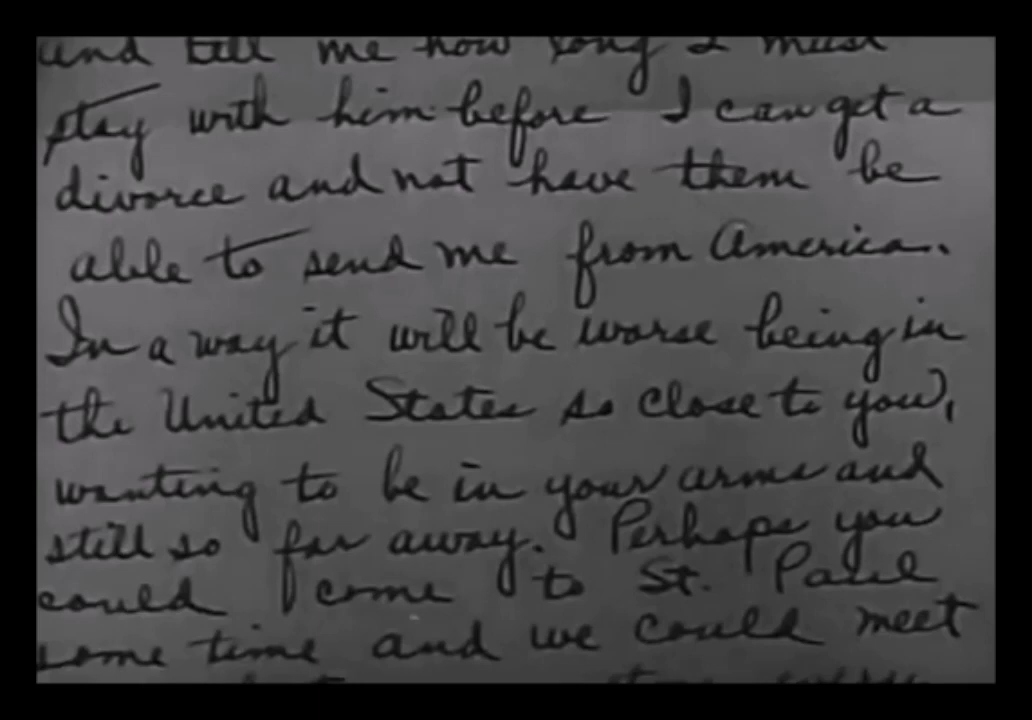 and tell me how long I must
stay with him before I can get a
divorce and not have them be
able to send me from America.
In a way it will be worse being in
the United States so close to you,
wanting to be in your arms and
still so far away. Perhaps you
could come to St. Paul
some time and we could meet